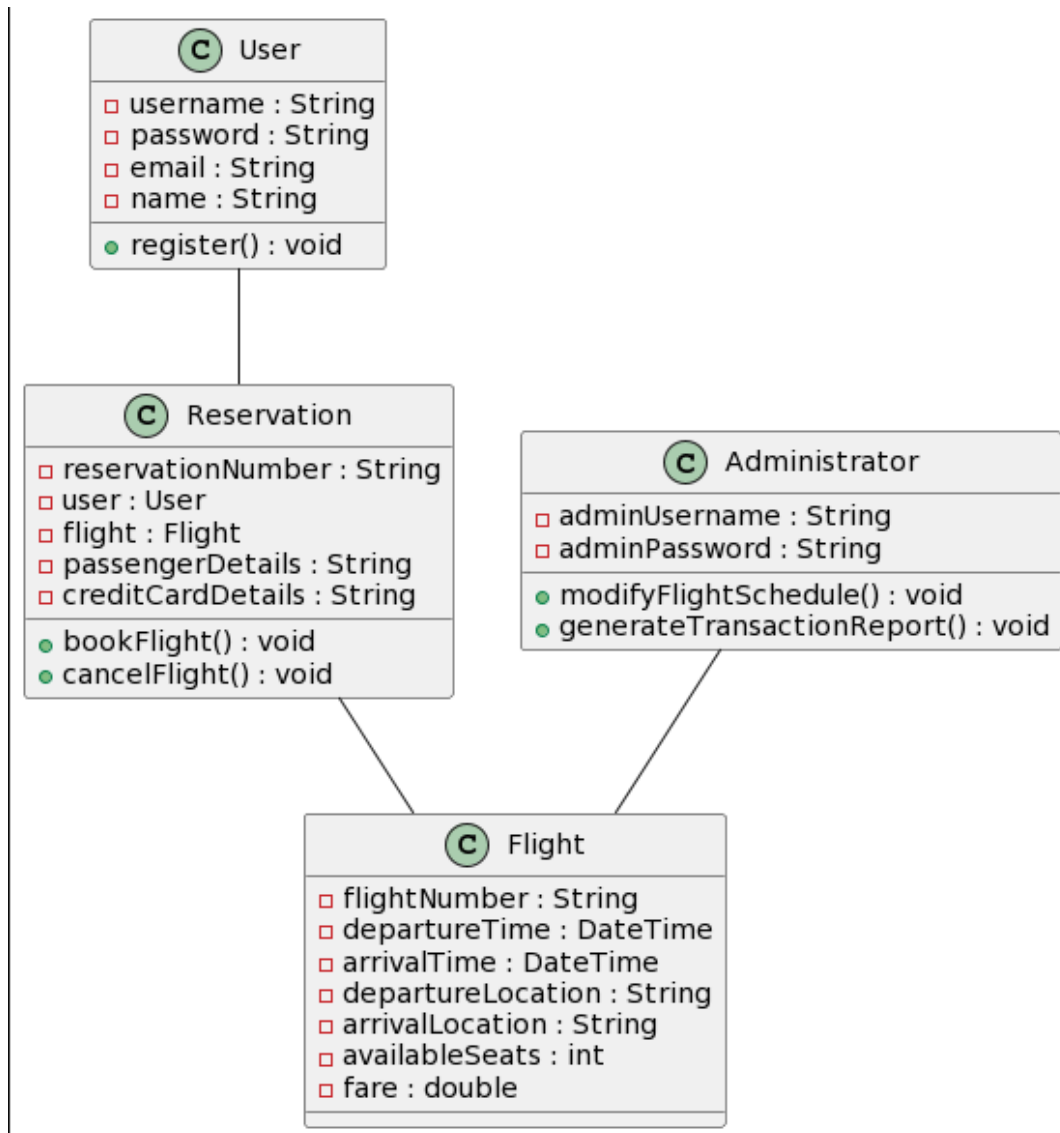 C User
username : String
password : String
email : String
name : String
register() : void
C Reservation
reservationNumber : String
user : User
flight : Flight
passengerDetails : String
creditCardDetails : String
bookFlight() : void
cancelFlight() : void
C Administrator
adminUsername : String
adminPassword : String
modifyFlightSchedule() : void
generateTransactionReport() : void
C Flight
flightNumber : String
departureTime : DateTime
arrivalTime : DateTime
departureLocation : String
arrivalLocation : String
availableSeats : int
fare : double